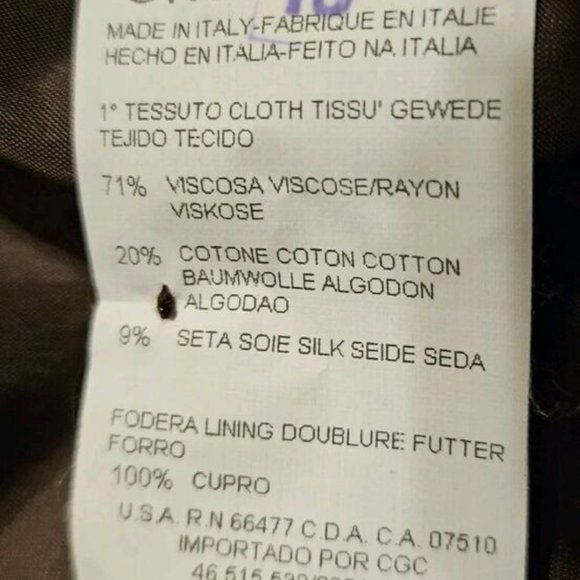 MADE IN ITALY-FABRIQUE EN ITALIE
HECHO EN ITALIA-FEITO NA ITALIA
1° TESSUTO CLOTH TISSU' GEWEDE
TEJIDO TECIDO
71% VISCOSA VISCOSE/RAYON
VISKOSE
20% COTONE COTON COTTON
BAUMWOLLE ALGODON
ALGODAO
9% SETA SOIE SILK SEIDE SEDA
FODERA LINING DOUBLURE FUTTER
FORRO
100% CUPRO
U.S.A. R.N 66477 C.D.A. C.A. 07510
IMPORTADO POR CGC